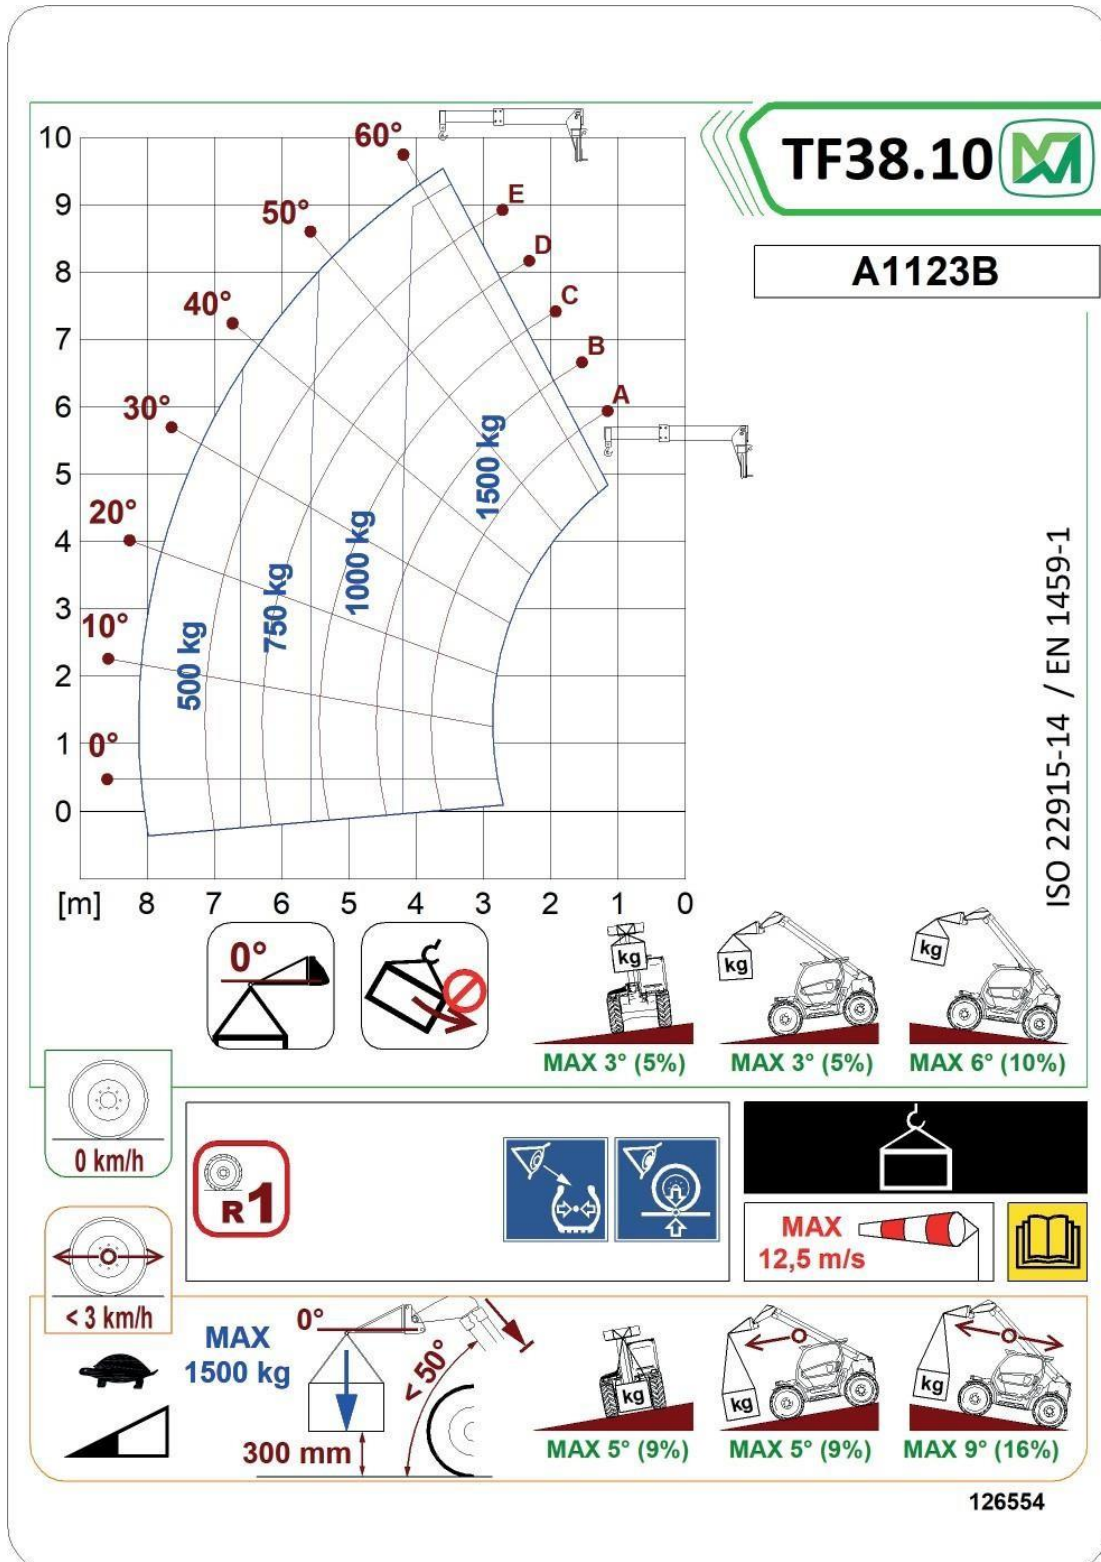 TF38.10
A1123B
10
9
8
7
6
5
4
3
2
1
0
[m] 8 7 6 5 4 3 2 1 0
60°
50°
40°
30°
20°
10°
0°
E
D
C
B
A
500 kg
750 kg
1000 kg
1500 kg
ISO 22915-14 / EN 1459-1
0°
kg
kg
kg
MAX 3° (5%)
MAX 3° (5%)
MAX 6° (10%)
0 km/h
R1
MAX
12,5 m/s
< 3 km/h
MAX
1500 kg
0°
< 50°
300 mm
kg
kg
kg
MAX 5° (9%)
MAX 5° (9%)
MAX 9° (16%)
126554